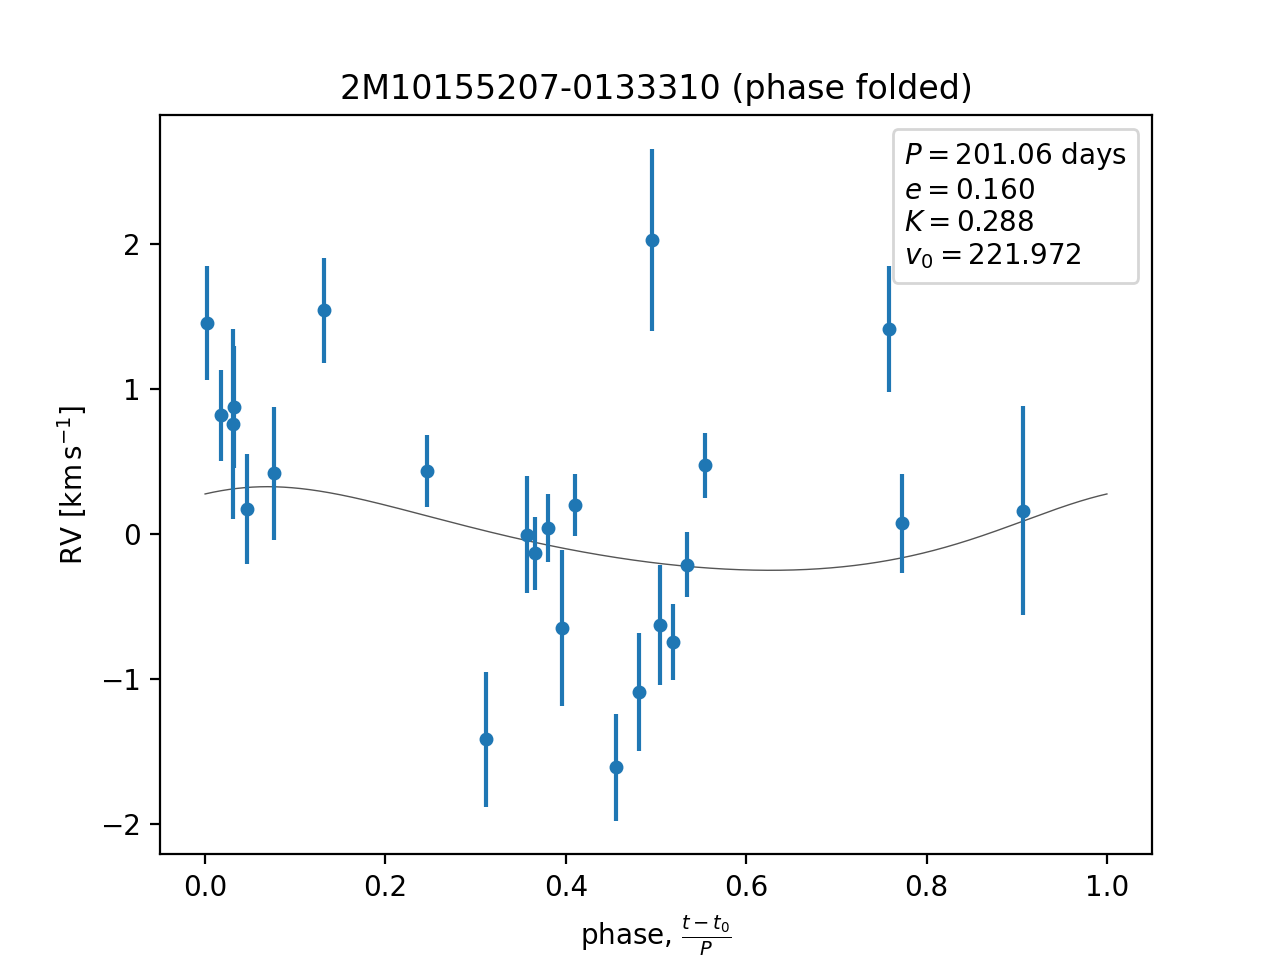 2M10155207-0133310 (phase folded)
P = 201.06 days
e = 0.160
K = 0.288
v₀ = 221.972
2
1
0
−1
−2
RV [km s⁻¹]
0.0 0.2 0.4 0.6 0.8 1.0
phase, (t − t₀)/P